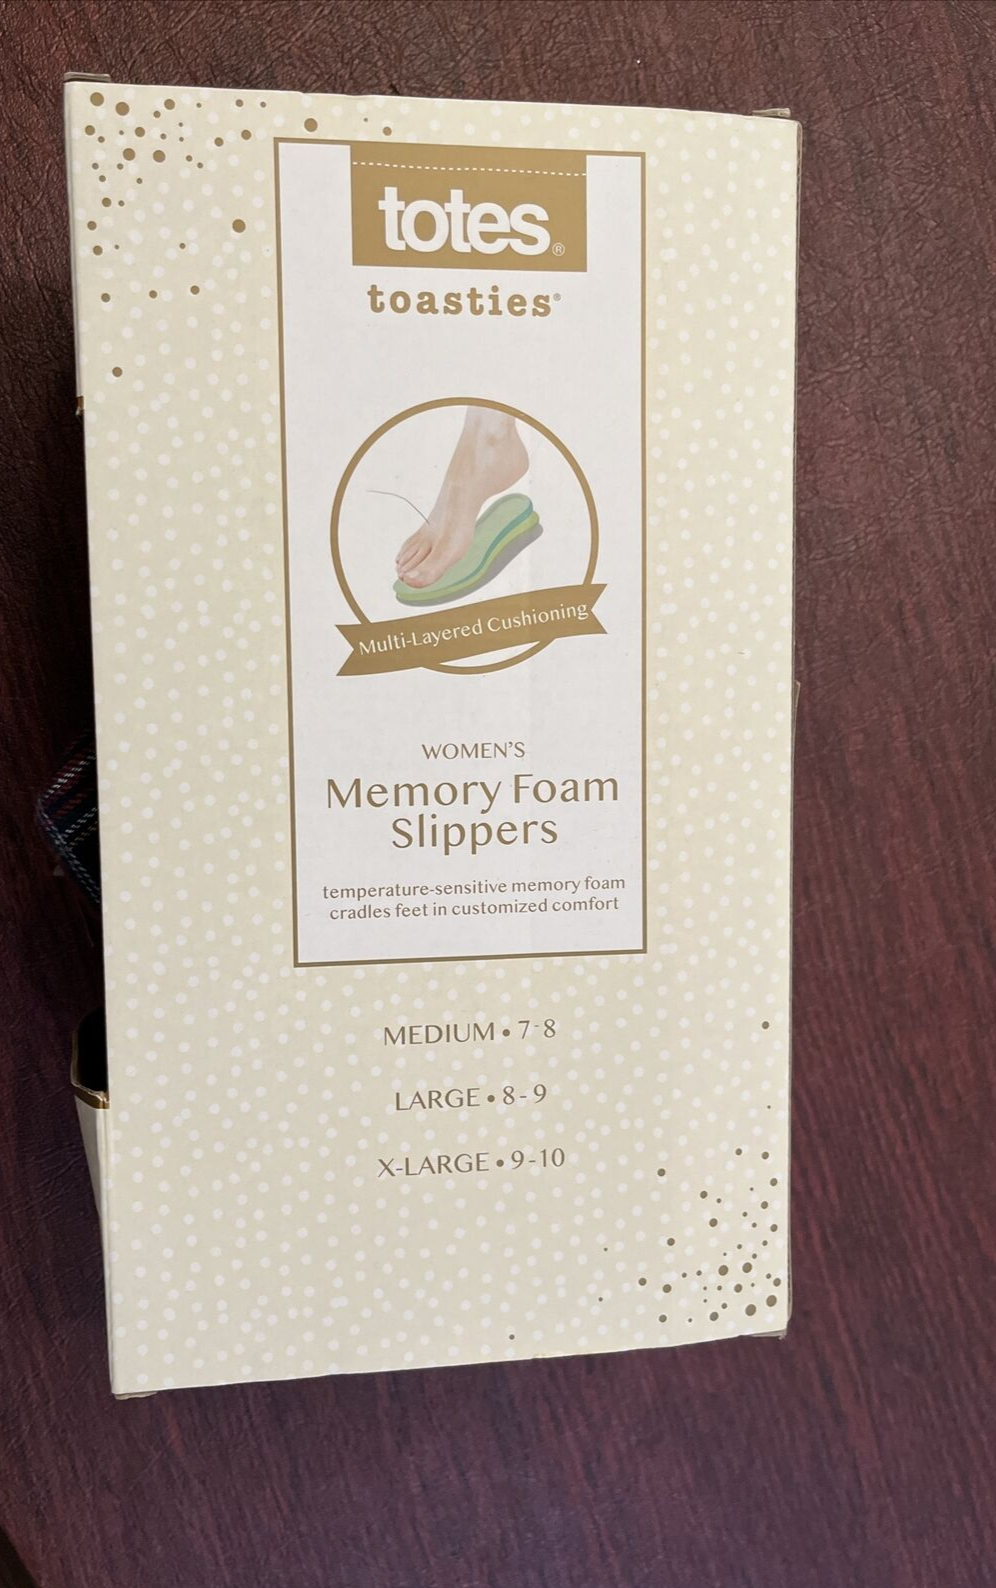 totes®
toasties®
Multi-Layered Cushioning
WOMEN'S
Memory Foam
Slippers
temperature-sensitive memory foam
cradles feet in customized comfort
MEDIUM • 7-8
LARGE • 8-9
X-LARGE • 9-10